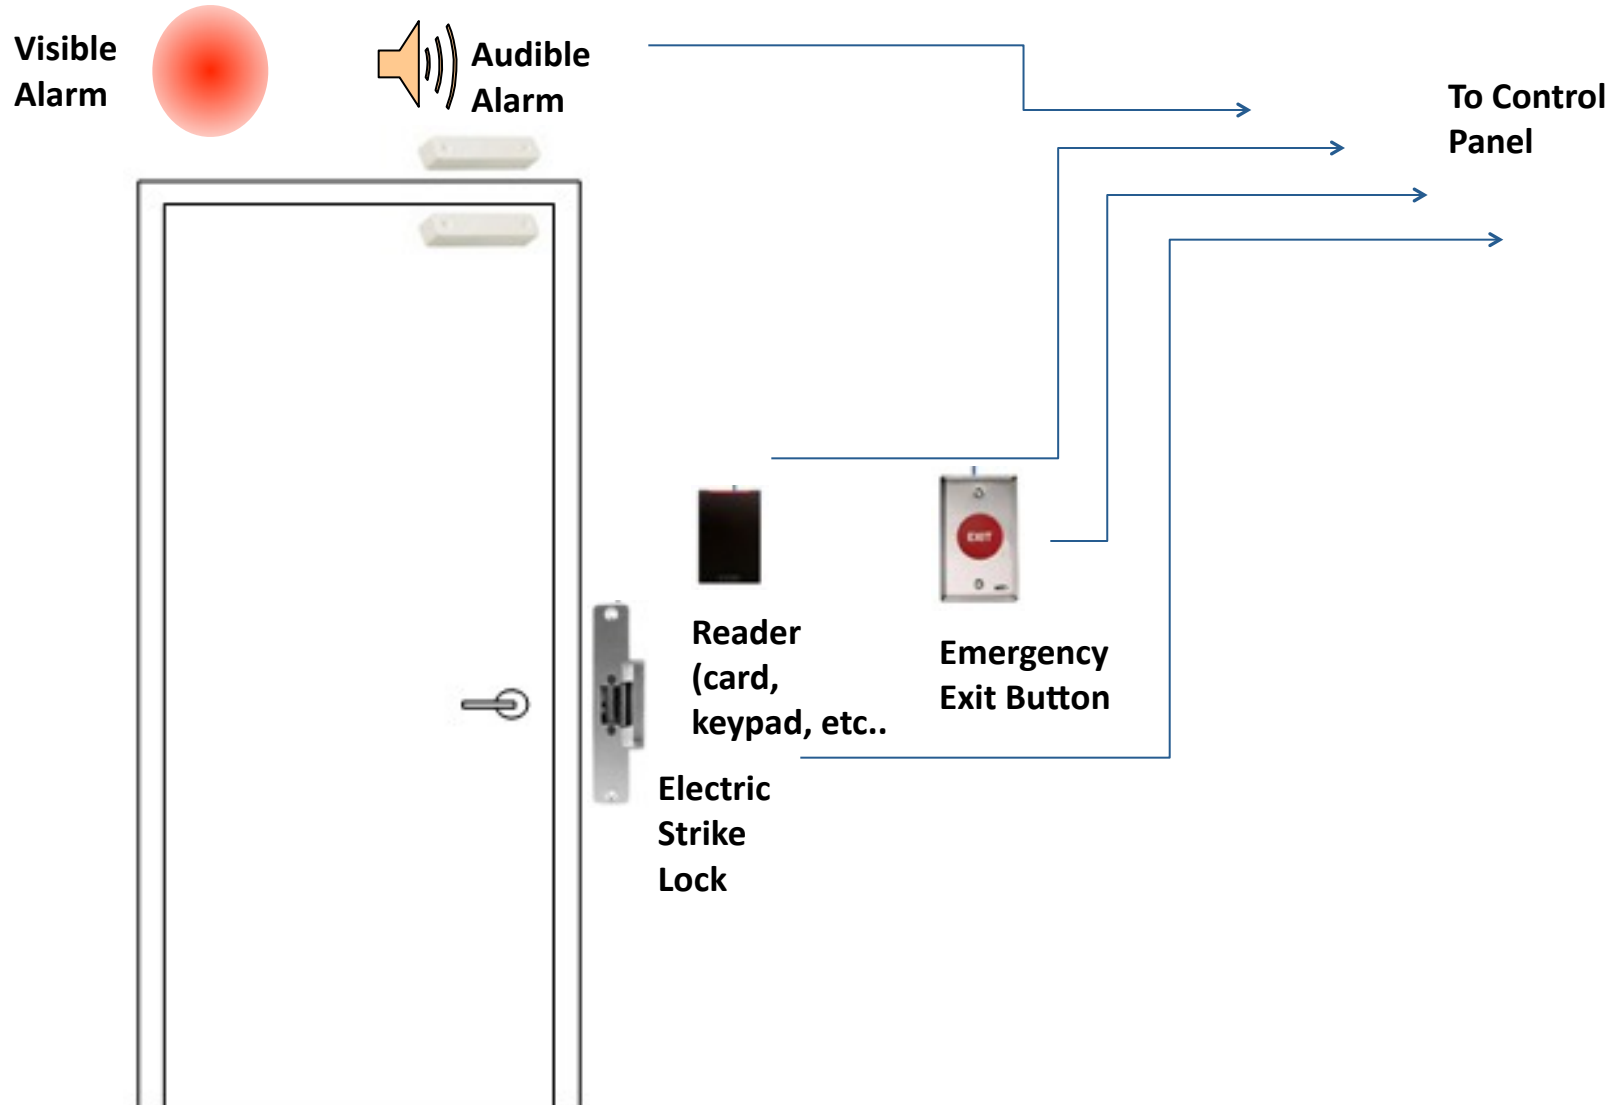 Visible
Alarm
Audible
Alarm
To Control
Panel
EXIT
Reader
(card,
keypad, etc..
Emergency
Exit Button
Electric
Strike
Lock